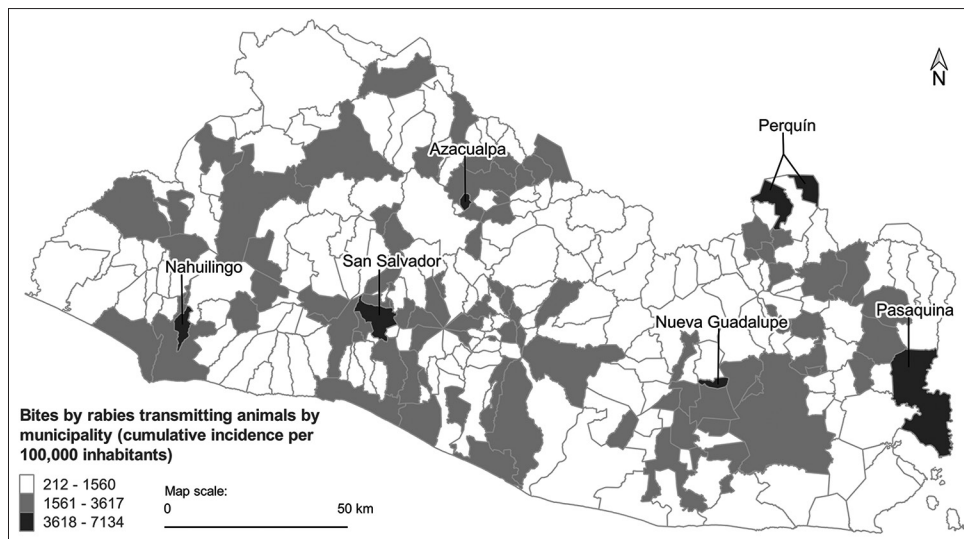 N
Perquín
Azacualpa
Nahuilingo
San Salvador
Nueva Guadalupe
Pasaquina
Bites by rabies transmitting animals by
municipality (cumulative incidence per
100,000 inhabitants)
212 - 1560
1561 - 3617
3618 - 7134
Map scale:
0 50 km